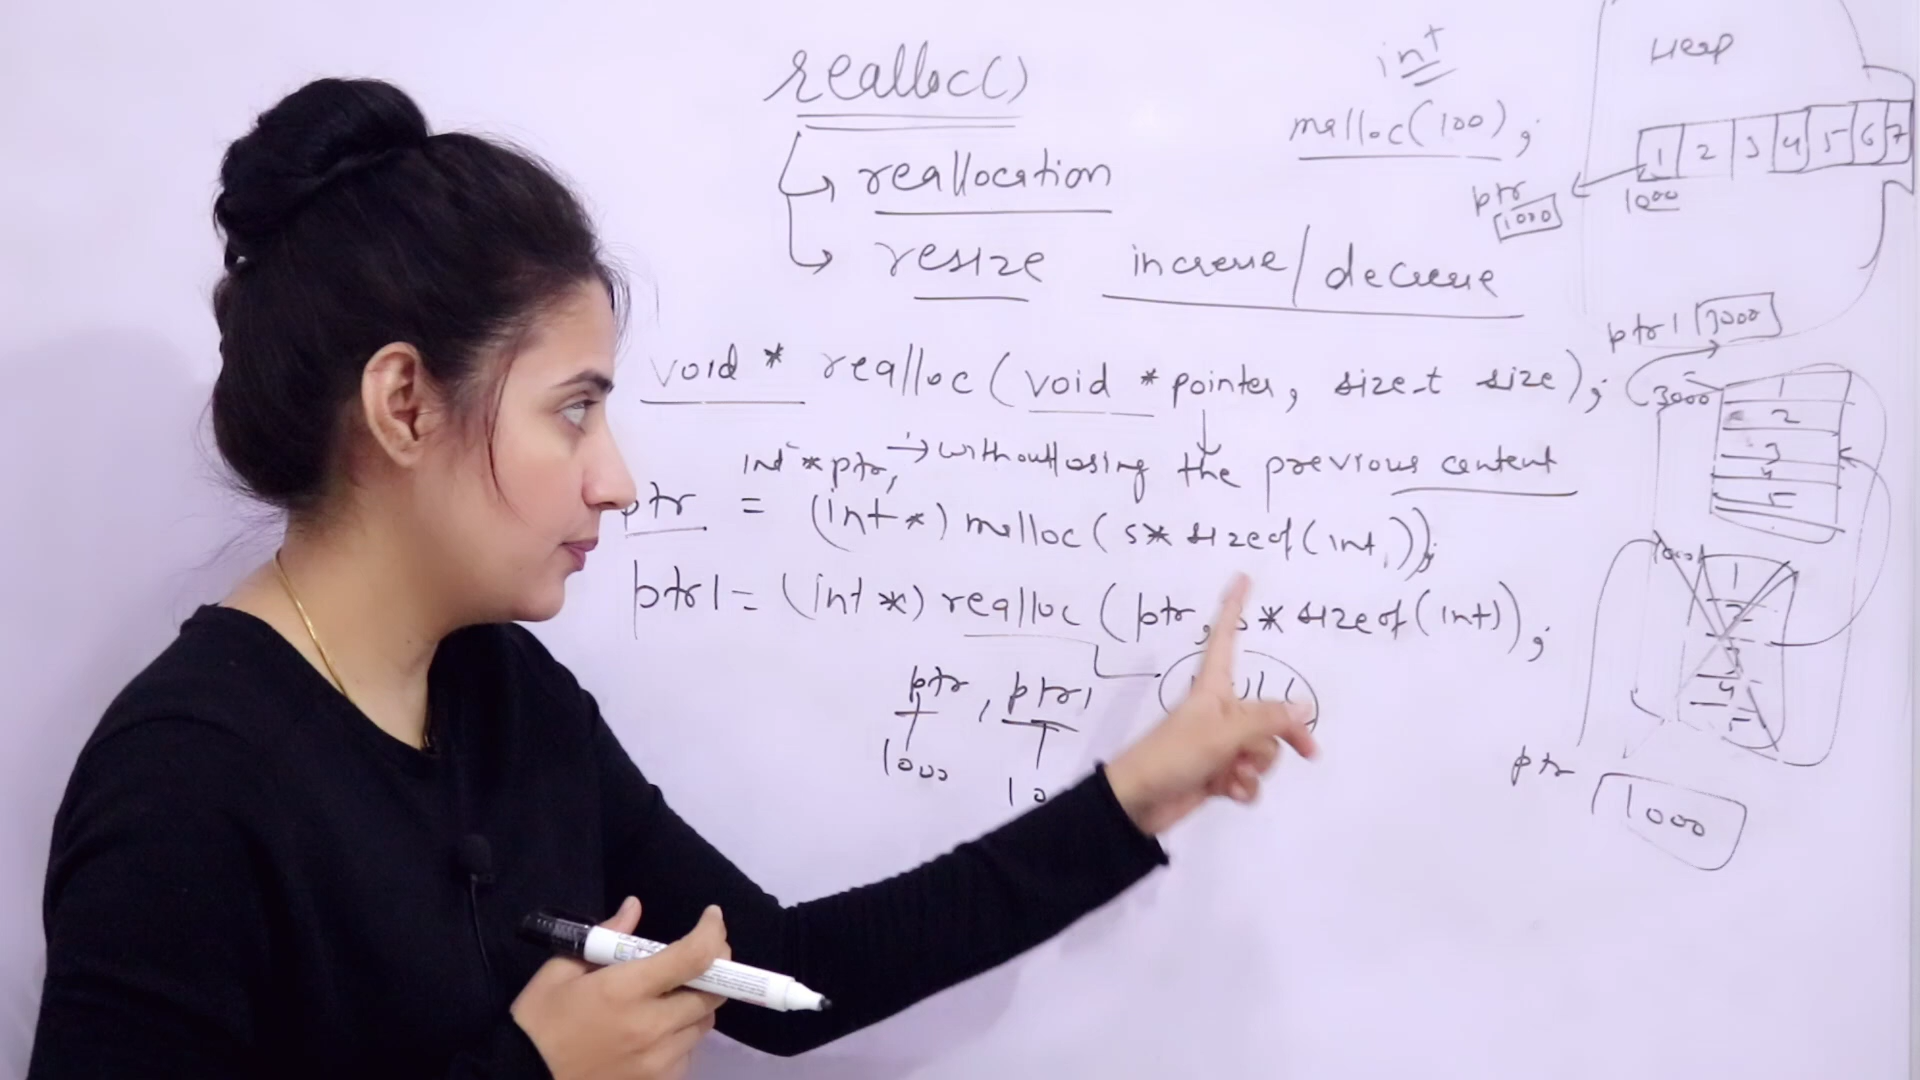 realloc()
int
Heap
malloc(100);
1 2 3 4 5 6 7
reallocation
ptr
1000
1000
resize increase/decrease
ptr1 3000
void * realloc(void *pointer, size_t size);
3000
1
2
3
4
5
int *ptr, → without losing the previous content
ptr = (int*) malloc(5* sizeof(int));
ptr1 = (int *) realloc (ptr, * sizeof(int));
1
2
3
4
5
ptr, ptr1
1000
ptr
1000